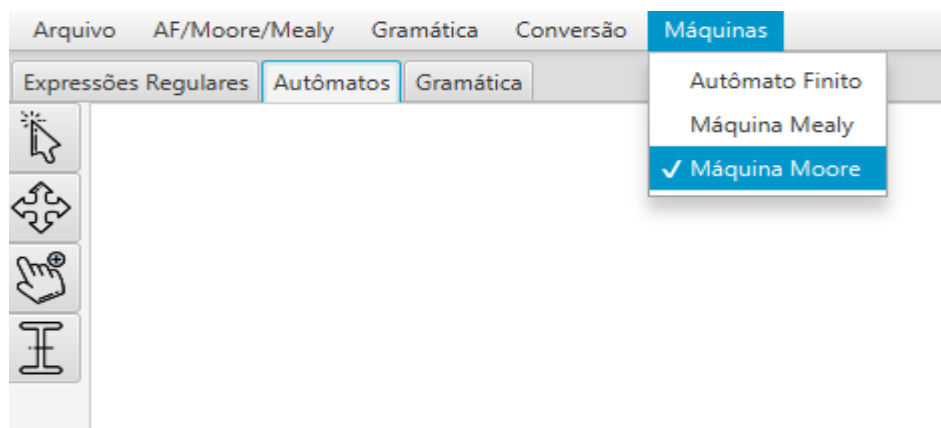 Arquivo AF/Moore/Mealy Gramática Conversão Máquinas
Expressões Regulares Autômatos Gramática
Autômato Finito
Máquina Mealy
Máquina Moore